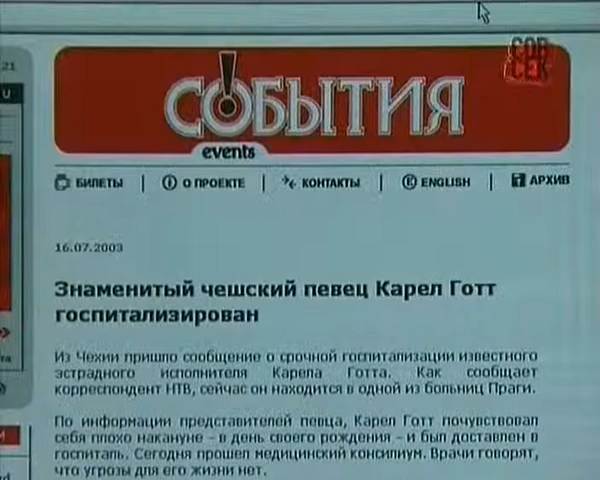 СОВ
СЕК
21
U
СОБЫТИЯ
events
БИЛЕТЫ
О ПРОЕКТЕ
КОНТАКТЫ
ENGLISH
АРХИВ
16.07.2003
Знаменитый чешский певец Карел Готт
госпитализирован
Из Чехии пришло сообщение о срочной госпитализации известного
эстрадного исполнителя Карела Готта. Как сообщает
корреспондент НТВ, сейчас он находится в одной из больниц Праги.
По информации представителей певца, Карел Готт почувствовал
себя плохо накануне - в день своего рождения - и был доставлен в
госпиталь. Сегодня прошел медицинский консилиум. Врачи говорят,
что угрозы для его жизни нет.